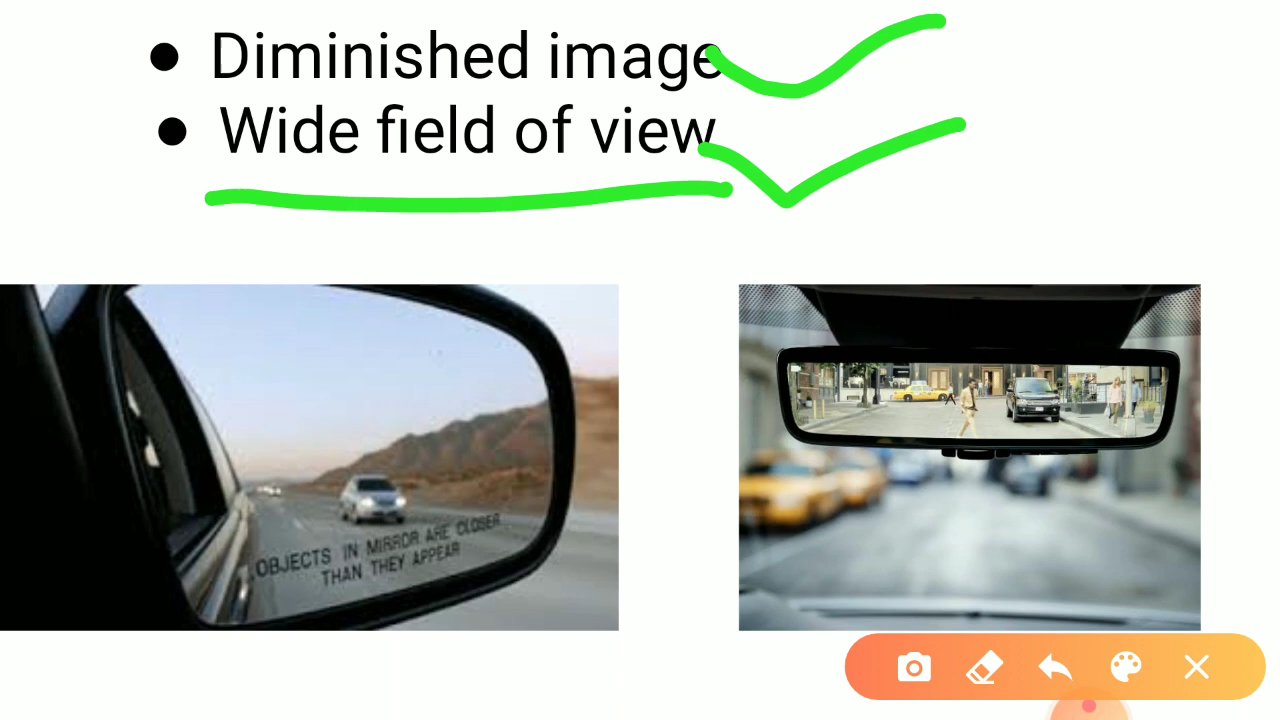 ● Diminished image
● Wide field of view
OBJECTS IN MIRROR ARE CLOSER
THAN THEY APPEAR